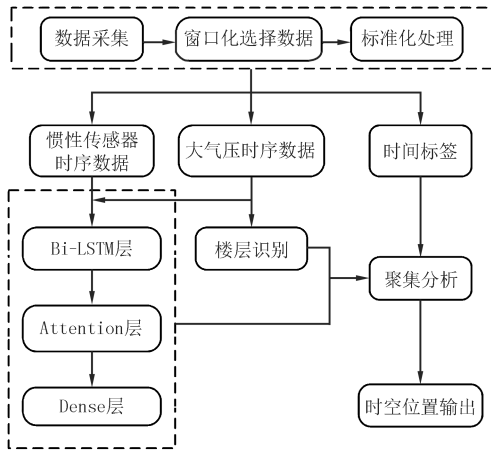 数据采集
窗口化选择数据
标准化处理
惯性传感器
时序数据
大气压时序数据
时间标签
Bi-LSTM层
楼层识别
聚集分析
Attention层
Dense层
时空位置输出